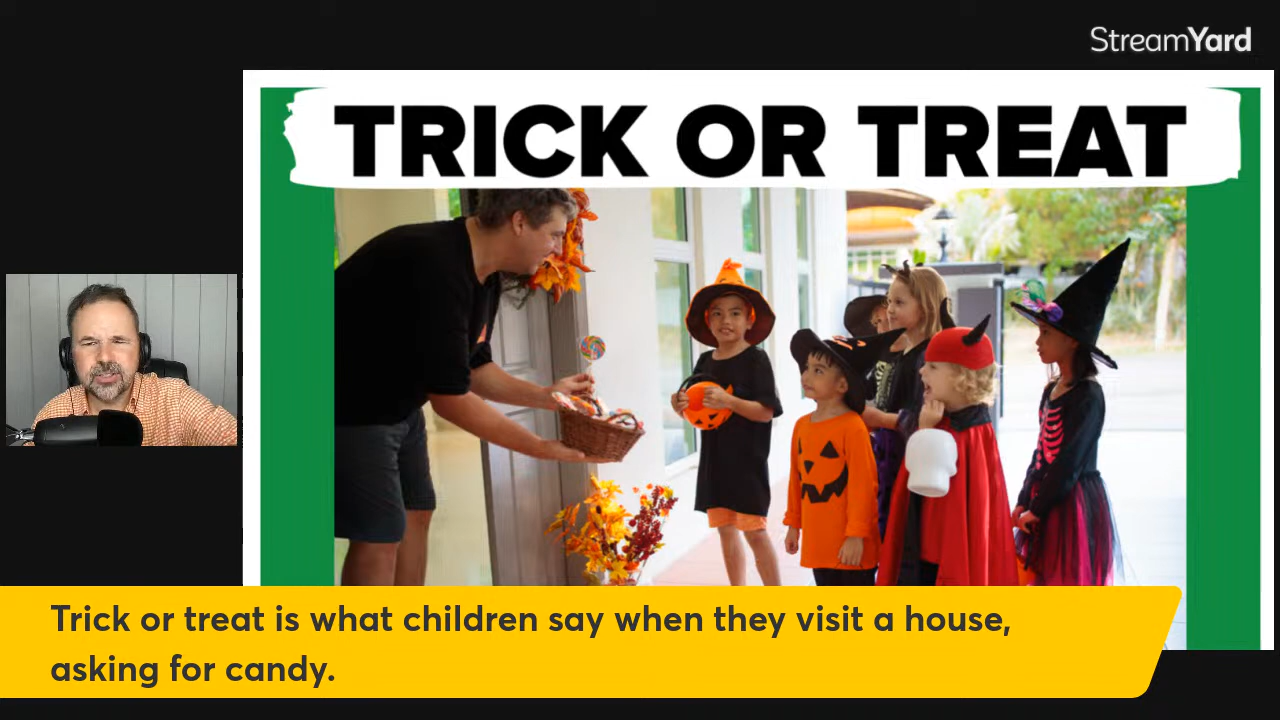 StreamYard
TRICK OR TREAT
Trick or treat is what children say when they visit a house,
asking for candy.